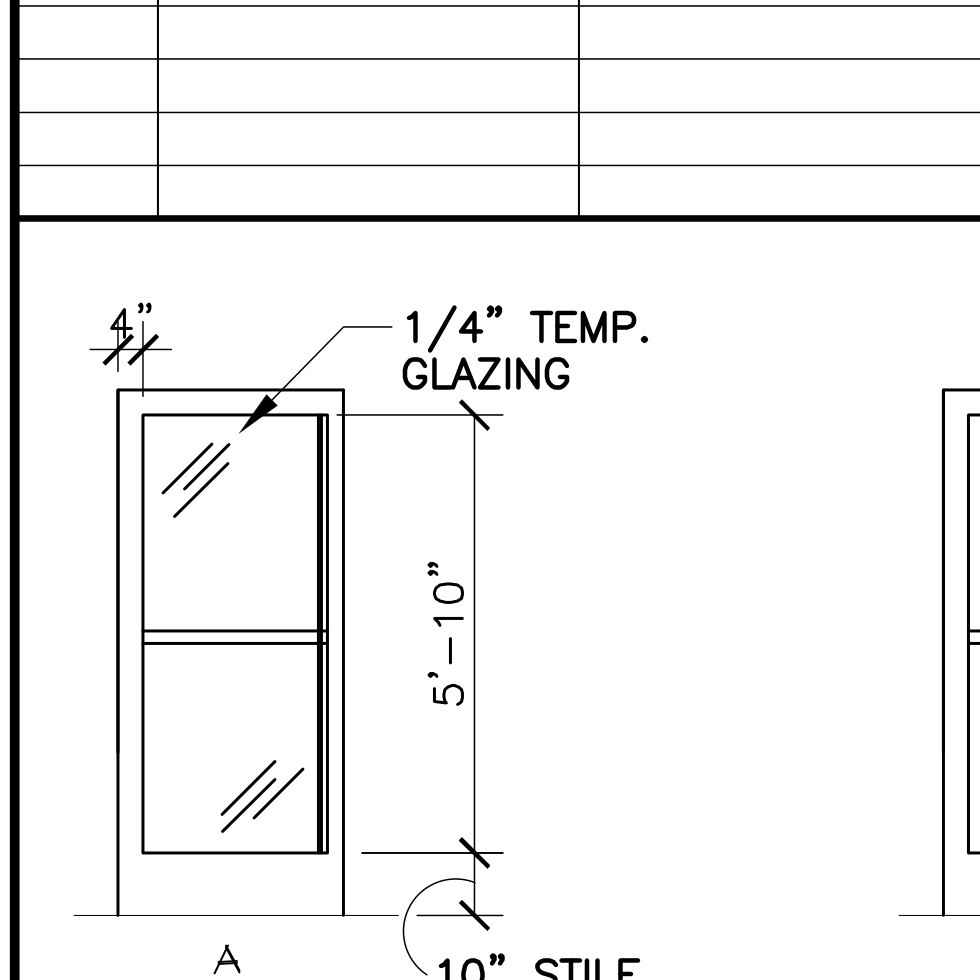 4”
1/4” TEMP.
GLAZING
5’-10”
10” STILE
A